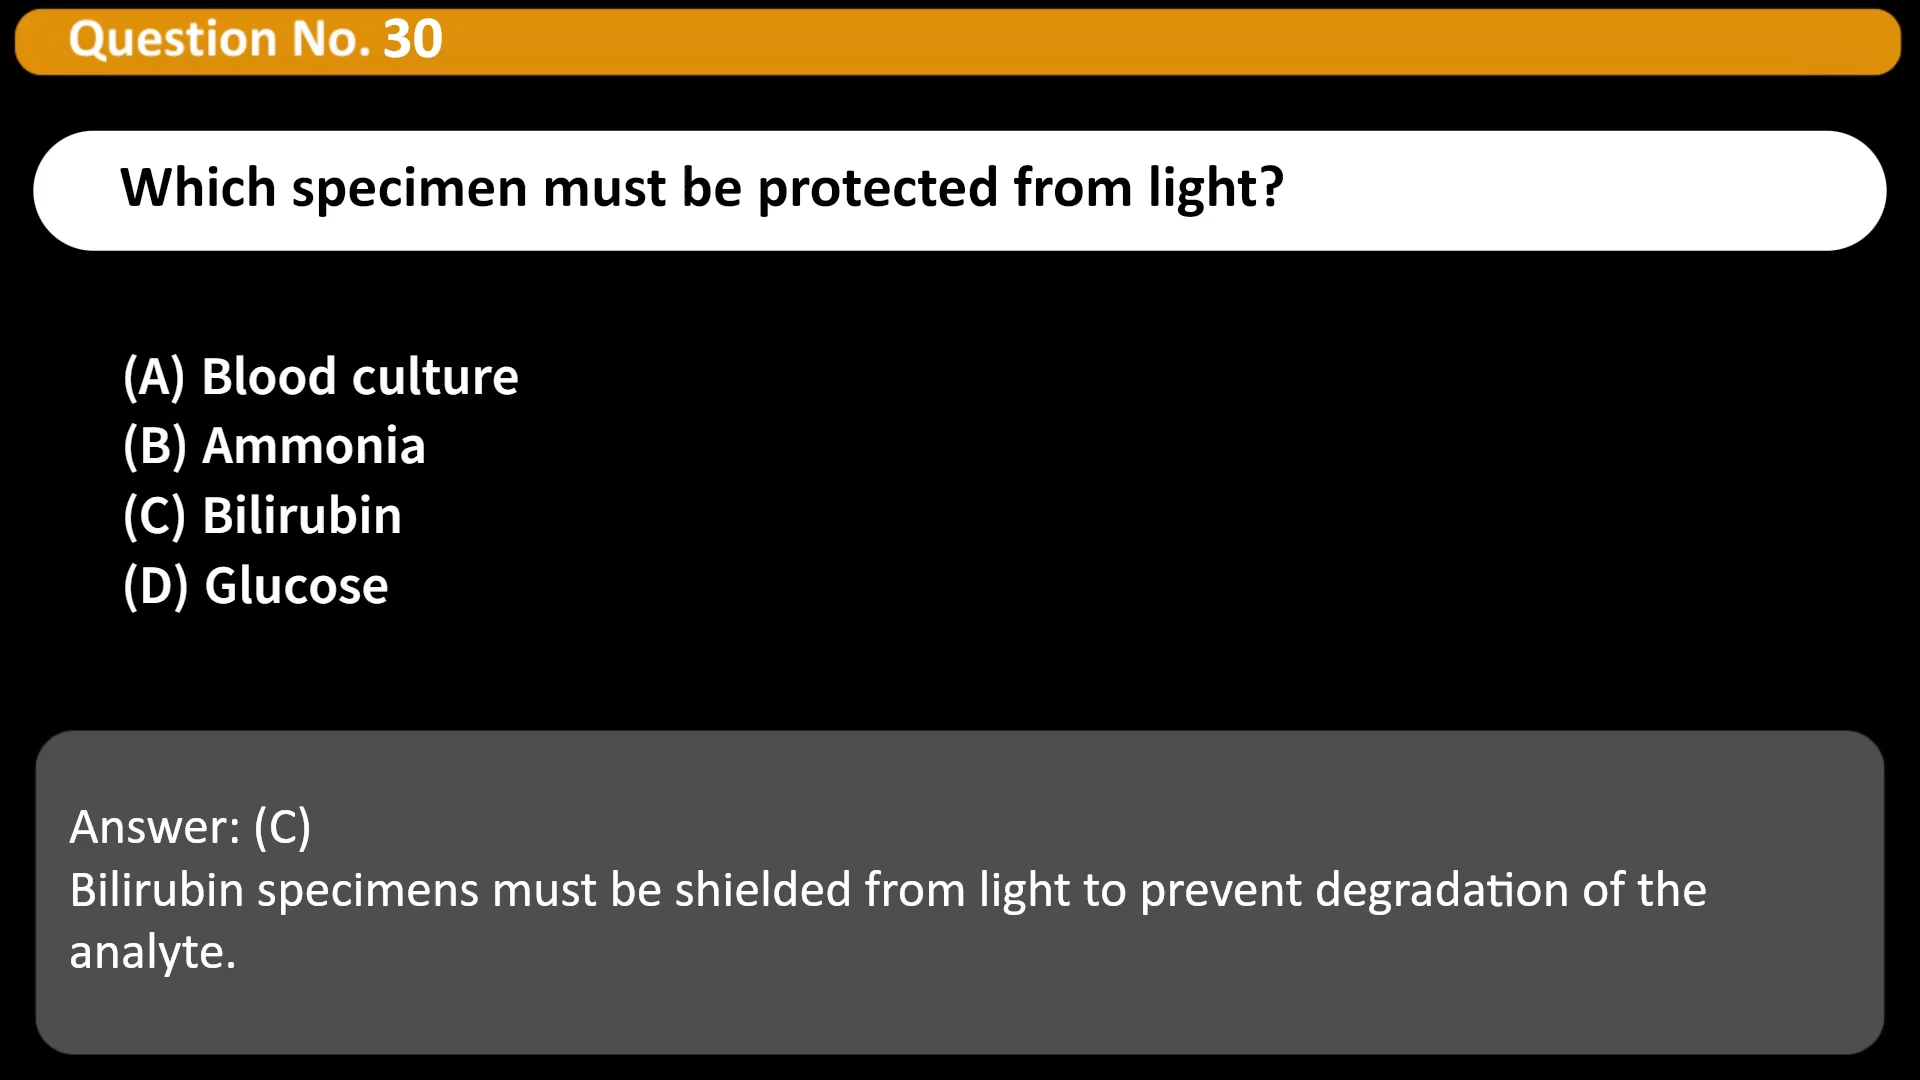 Question No. 30
Which specimen must be protected from light?
(A) Blood culture
(B) Ammonia
(C) Bilirubin
(D) Glucose
Answer: (C)
Bilirubin specimens must be shielded from light to prevent degradation of the
analyte.